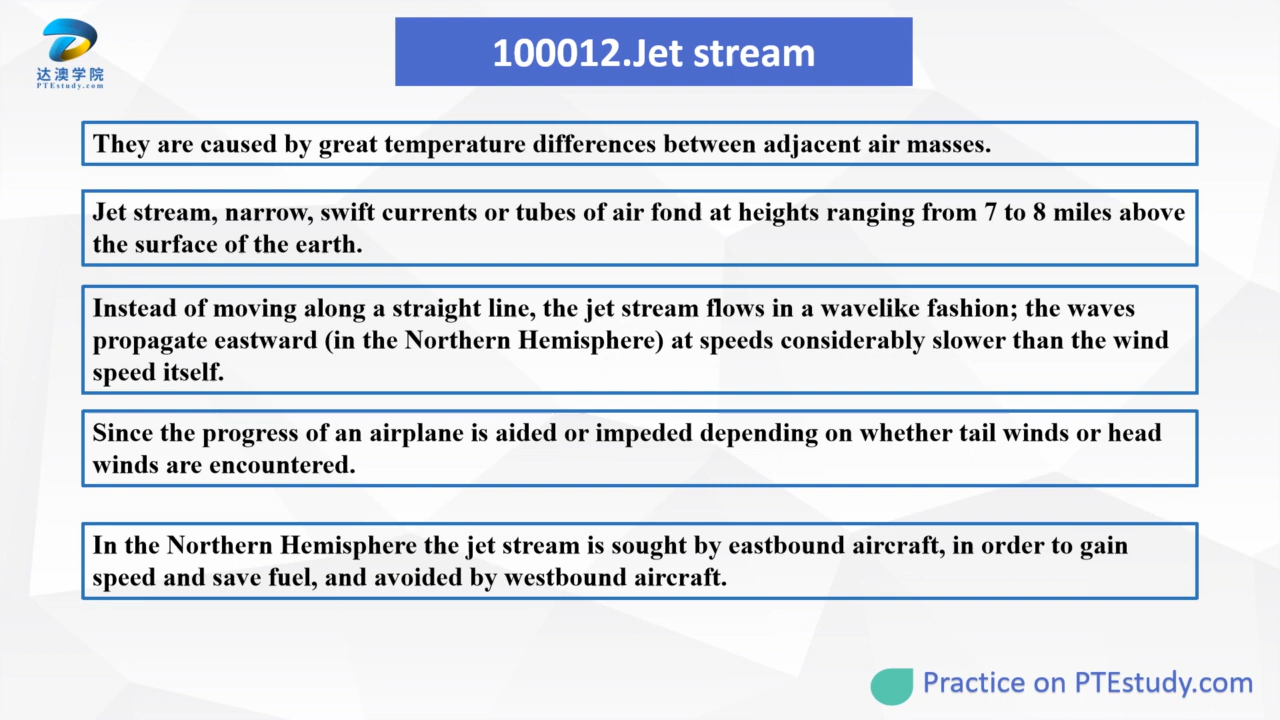 达澳学院
PTEstudy.com
100012.Jet stream
They are caused by great temperature differences between adjacent air masses.
Jet stream, narrow, swift currents or tubes of air fond at heights ranging from 7 to 8 miles above
the surface of the earth.
Instead of moving along a straight line, the jet stream flows in a wavelike fashion; the waves
propagate eastward (in the Northern Hemisphere) at speeds considerably slower than the wind
speed itself.
Since the progress of an airplane is aided or impeded depending on whether tail winds or head
winds are encountered.
In the Northern Hemisphere the jet stream is sought by eastbound aircraft, in order to gain
speed and save fuel, and avoided by westbound aircraft.
Practice on PTEstudy.com